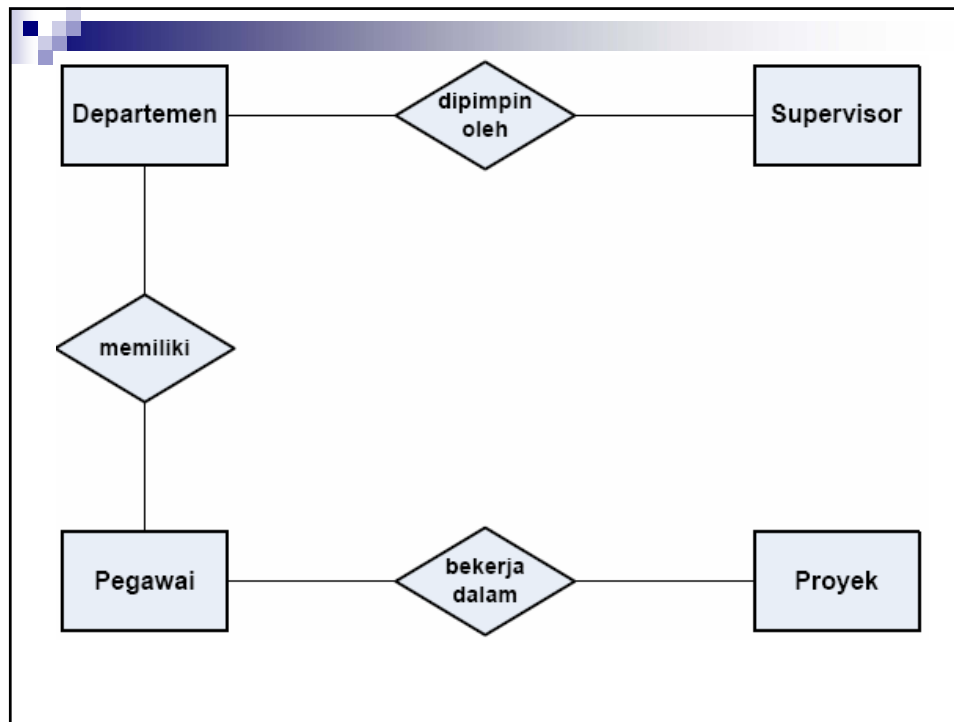 Departemen
dipimpin
oleh
Supervisor
memiliki
Pegawai
bekerja
dalam
Proyek